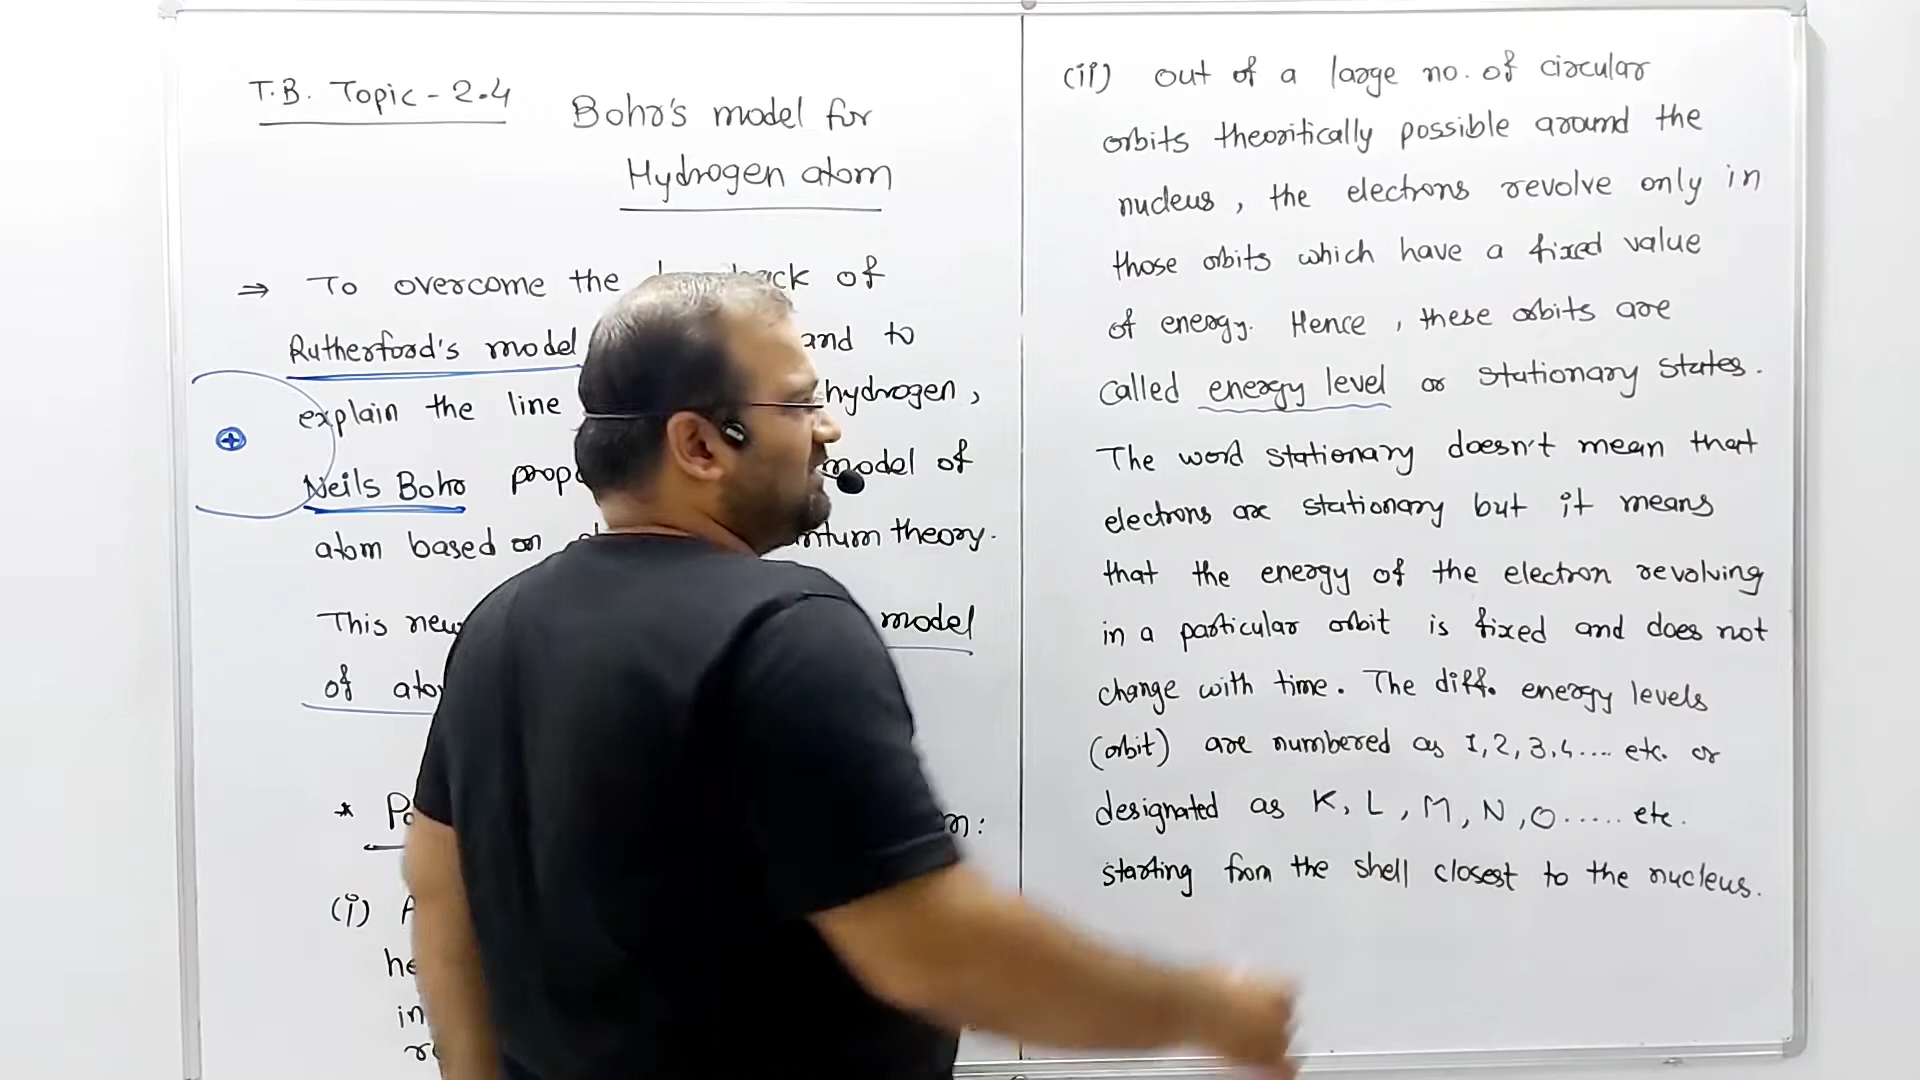 T.B. Topic - 2.4
Bohr's model for
Hydrogen atom
⇒ To overcome the of
Rutherford's model and to
explain the line hydrogen,
Neils Bohr model of
atom based on theory.
This new model
of
*
(i)
(ii) out of a large no. of circular
orbits theoritically possible around the
nucleus, the electrons revolve only in
those orbits which have a fixed value
of energy. Hence, these orbits are
called energy level or stationary states.
The word stationary doesn't mean that
electrons are stationary but it means
that the energy of the electron revolving
in a particular orbit is fixed and does not
change with time. The diff. energy levels
(orbit) are numbered as 1,2,3,4.... etc. or
designated as K, L, M, N, O ..... etc.
starting from the shell closest to the nucleus.